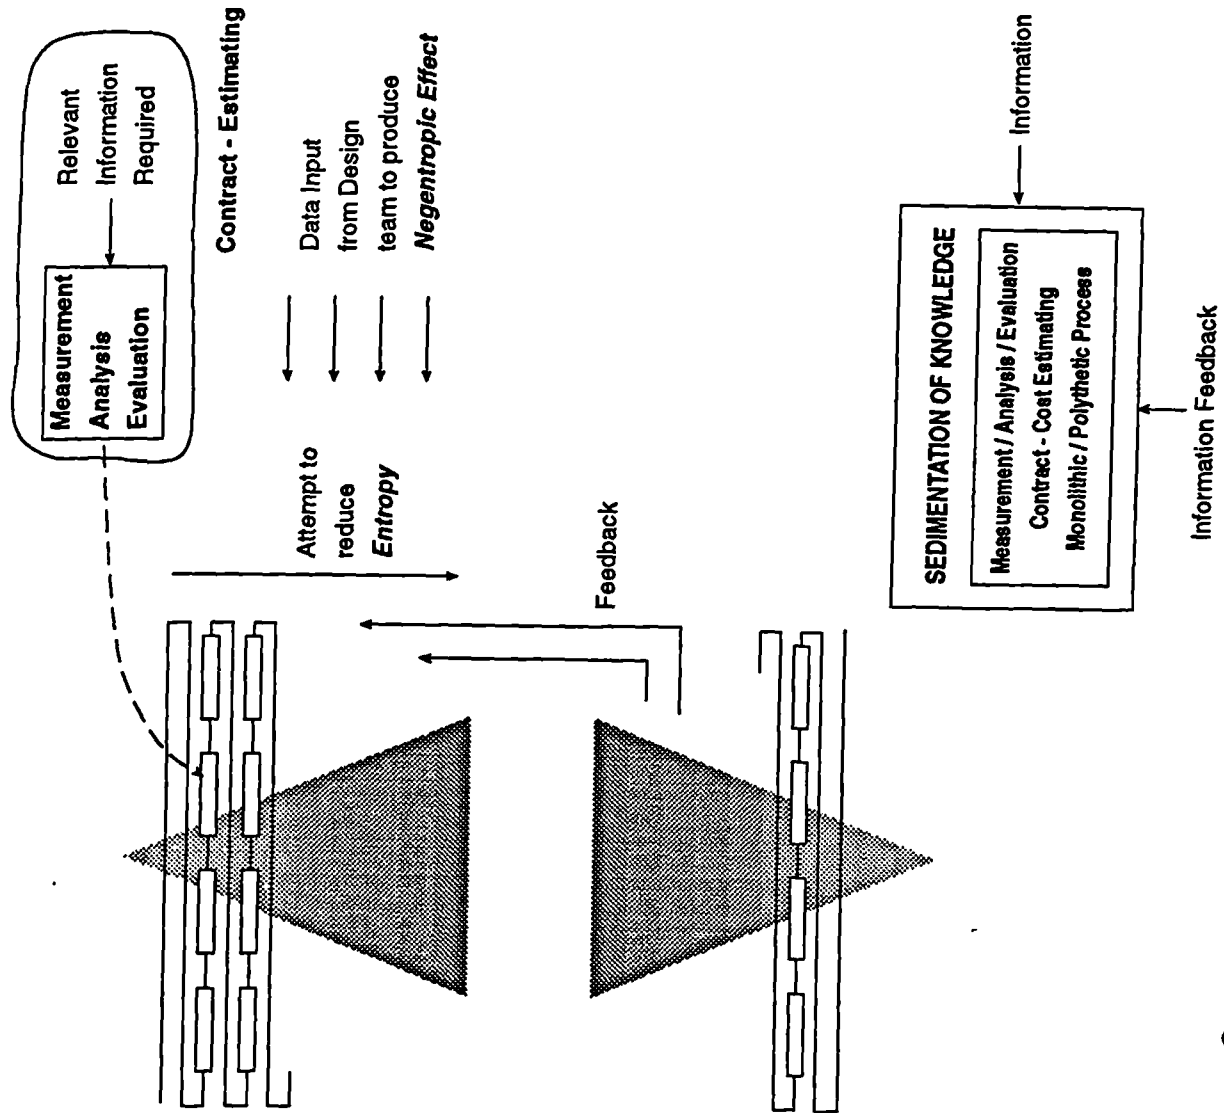 Relevant
Information
Required
Measurement
Analysis
Evaluation
Contract - Estimating
Data Input
from Design
team to produce
Negentropic Effect
Attempt to
reduce
Entropy
Feedback
SEDIMENTATION OF KNOWLEDGE
Measurement / Analysis / Evaluation
Contract - Cost Estimating
Monolithic / Polythetic Process
Information
Information Feedback